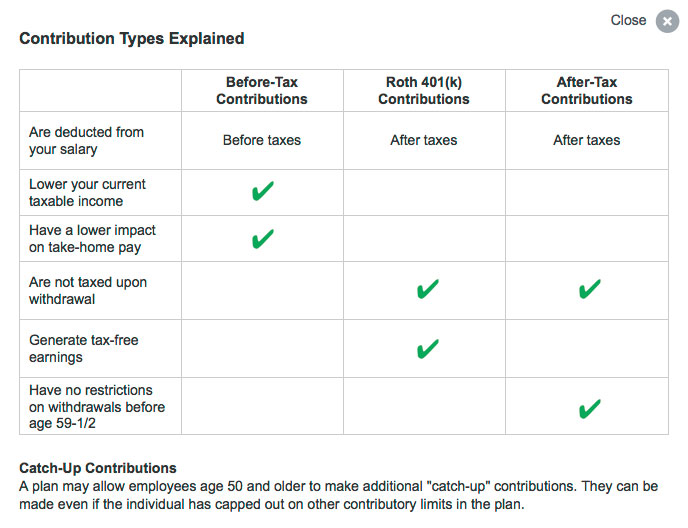 Close
Contribution Types Explained
Before-Tax
Contributions
Roth 401(k)
Contributions
After-Tax
Contributions
Are deducted from
your salary
Before taxes
After taxes
After taxes
Lower your current
taxable income
Have a lower impact
on take-home pay
Are not taxed upon
withdrawal
Generate tax-free
earnings
Have no restrictions
on withdrawals before
age 59-1/2
Catch-Up Contributions
A plan may allow employees age 50 and older to make additional "catch-up" contributions. They can be
made even if the individual has capped out on other contributory limits in the plan.